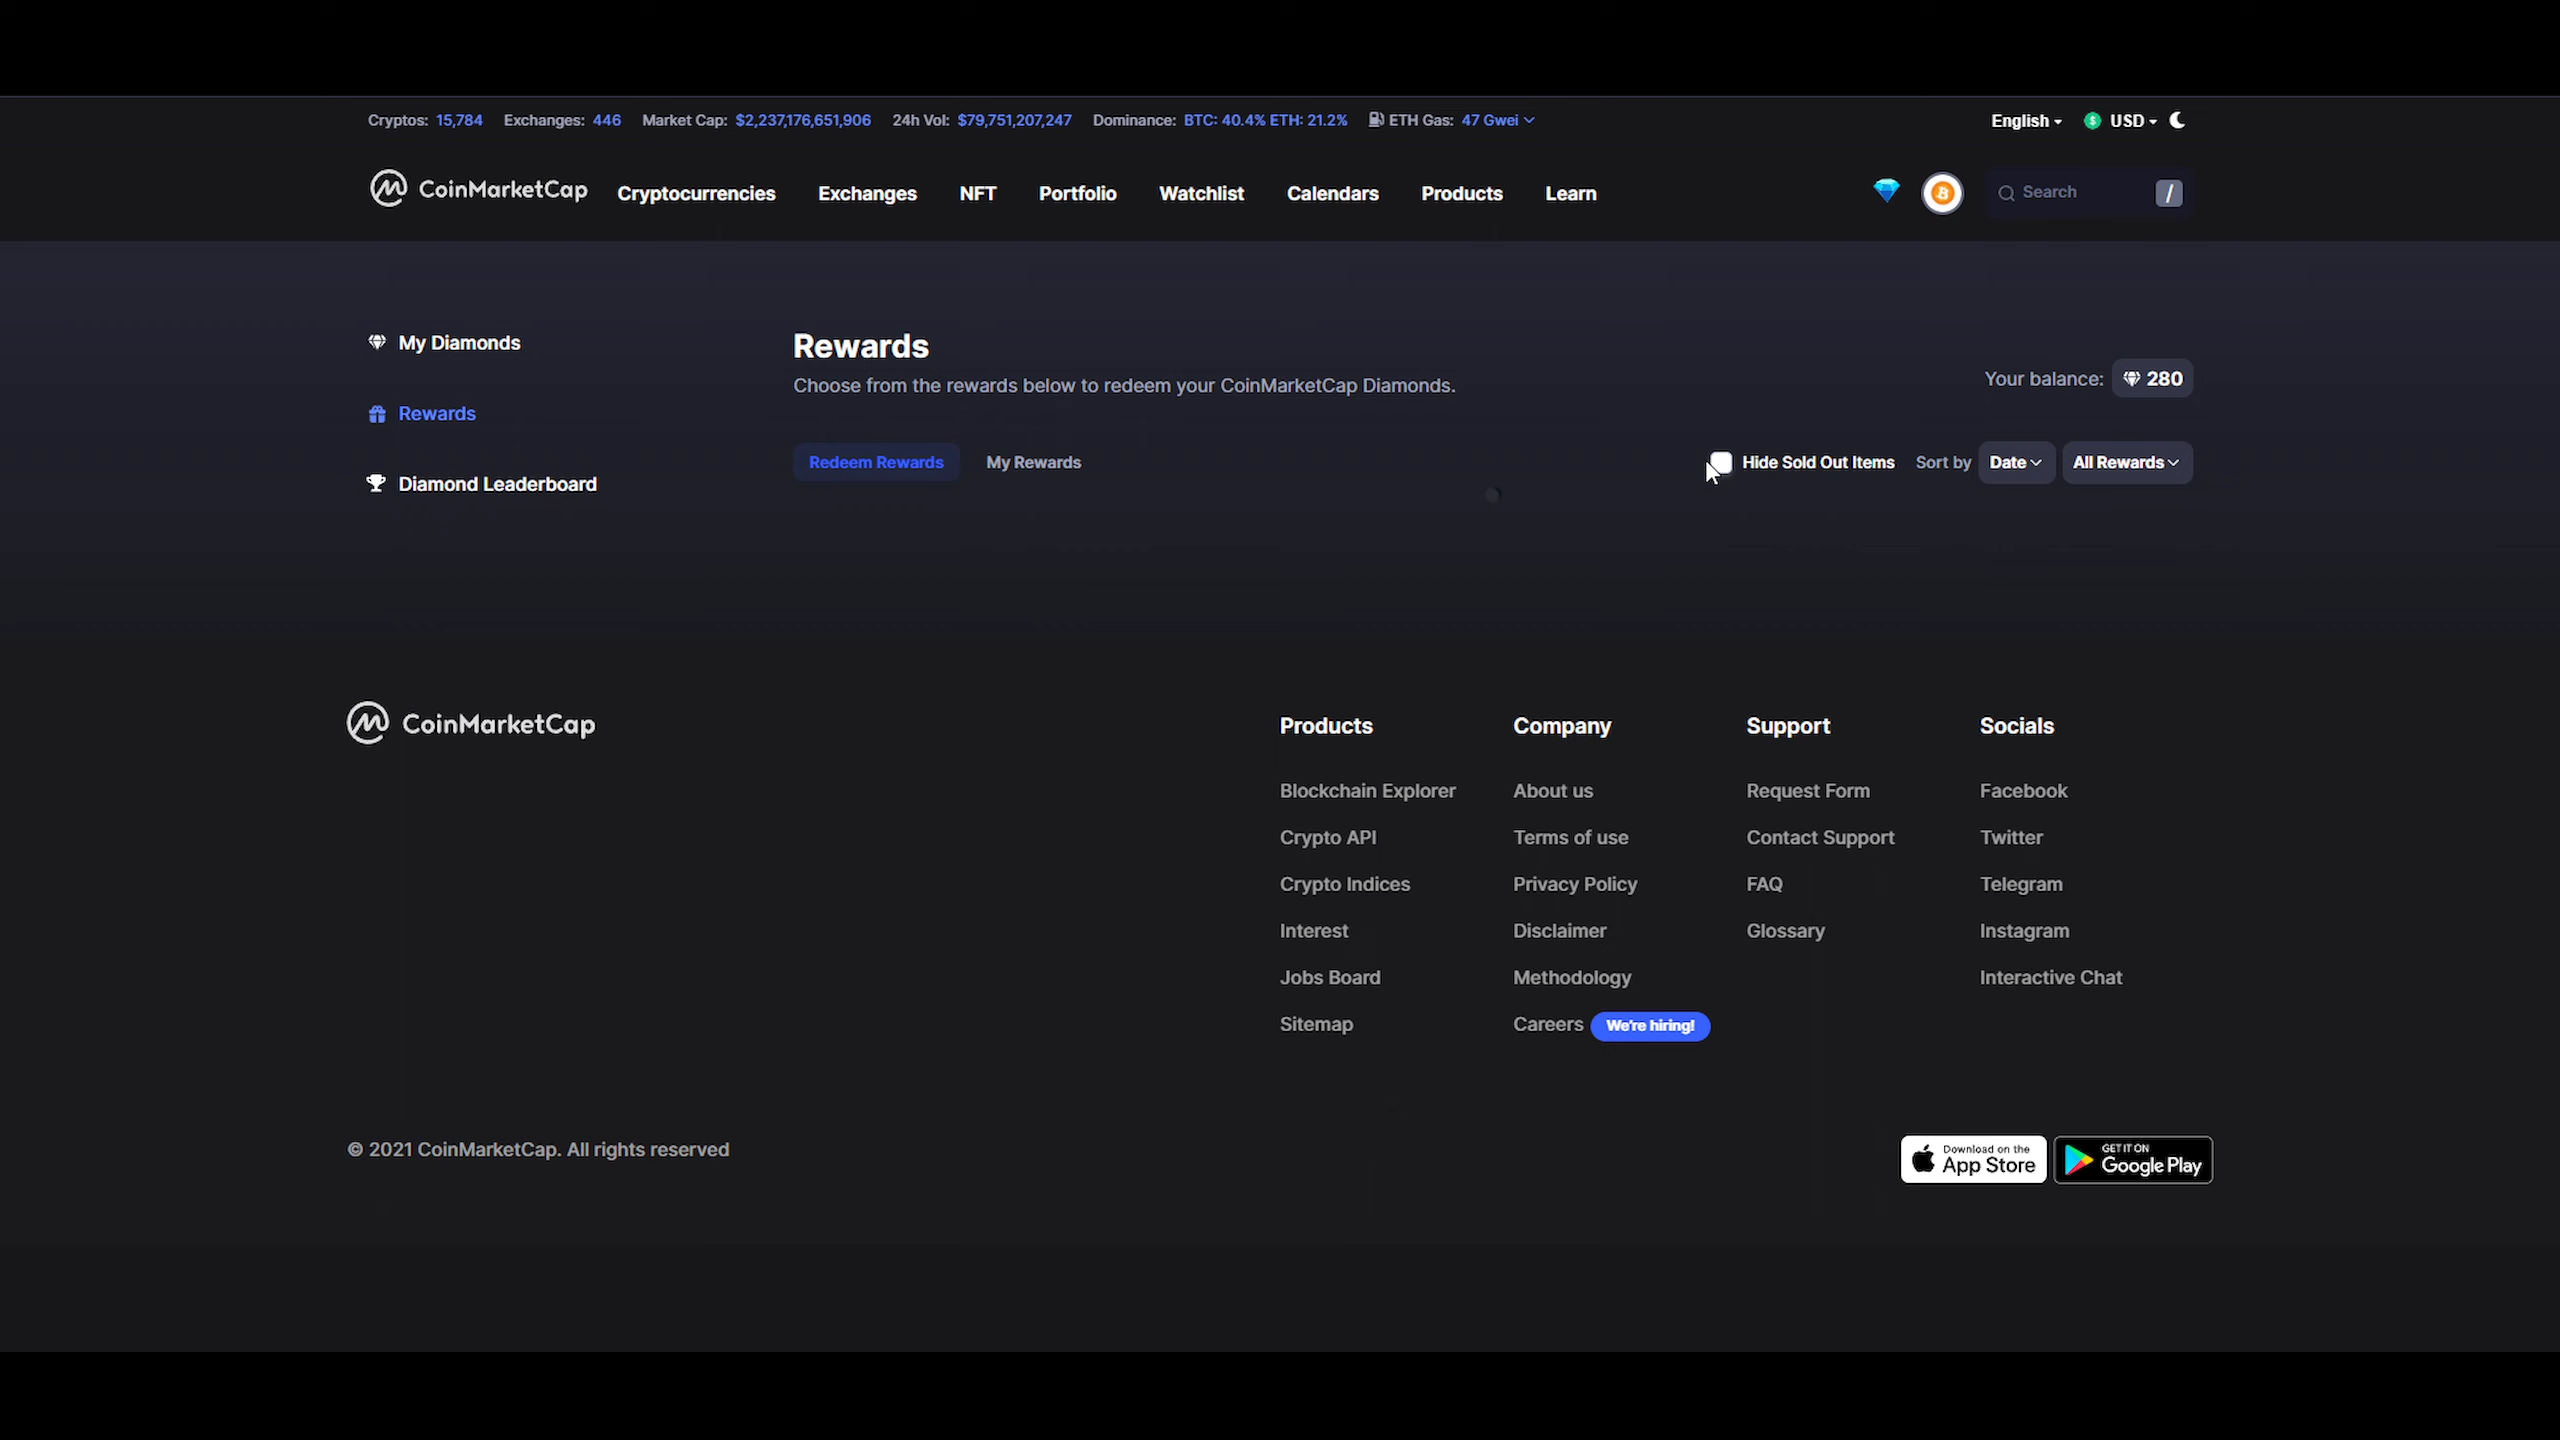 Cryptos: 15,784 Exchanges: 446 Market Cap: $2,237,176,651,906 24h Vol: $79,751,207,247 Dominance: BTC: 40.4% ETH: 21.2% ETH Gas: 47 Gwei English USD
CoinMarketCap Cryptocurrencies Exchanges NFT Portfolio Watchlist Calendars Products Learn Search /
My Diamonds
Rewards
Diamond Leaderboard
Rewards
Choose from the rewards below to redeem your CoinMarketCap Diamonds.
Your balance: 280
Redeem Rewards My Rewards Hide Sold Out Items Sort by Date All Rewards
CoinMarketCap
Products
Blockchain Explorer
Crypto API
Crypto Indices
Interest
Jobs Board
Sitemap
Company
About us
Terms of use
Privacy Policy
Disclaimer
Methodology
Careers We're hiring!
Support
Request Form
Contact Support
FAQ
Glossary
Socials
Facebook
Twitter
Telegram
Instagram
Interactive Chat
© 2021 CoinMarketCap. All rights reserved
Download on the
App Store
GET IT ON
Google Play